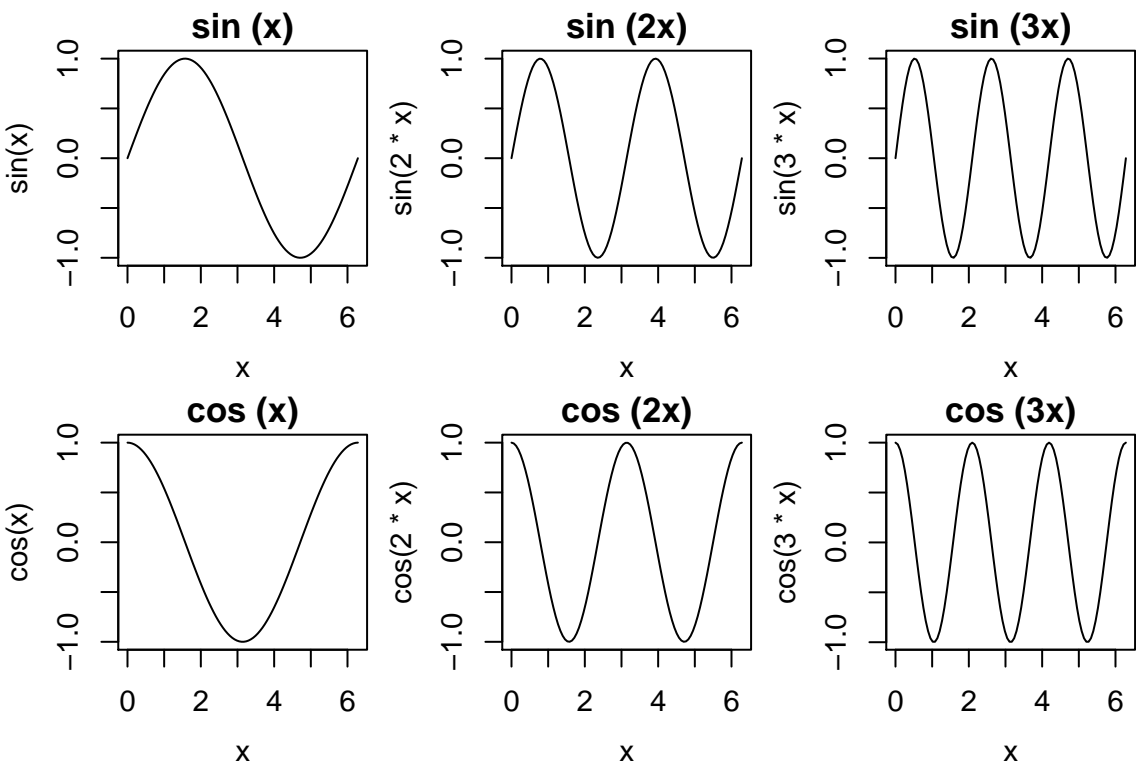 sin (x)
sin(x)
1.0
0.0
−1.0
0 2 4 6
x
sin (2x)
sin(2 * x)
1.0
0.0
−1.0
0 2 4 6
x
sin (3x)
sin(3 * x)
1.0
0.0
−1.0
0 2 4 6
x
cos (x)
cos(x)
1.0
0.0
−1.0
0 2 4 6
x
cos (2x)
cos(2 * x)
1.0
0.0
−1.0
0 2 4 6
x
cos (3x)
cos(3 * x)
1.0
0.0
−1.0
0 2 4 6
x